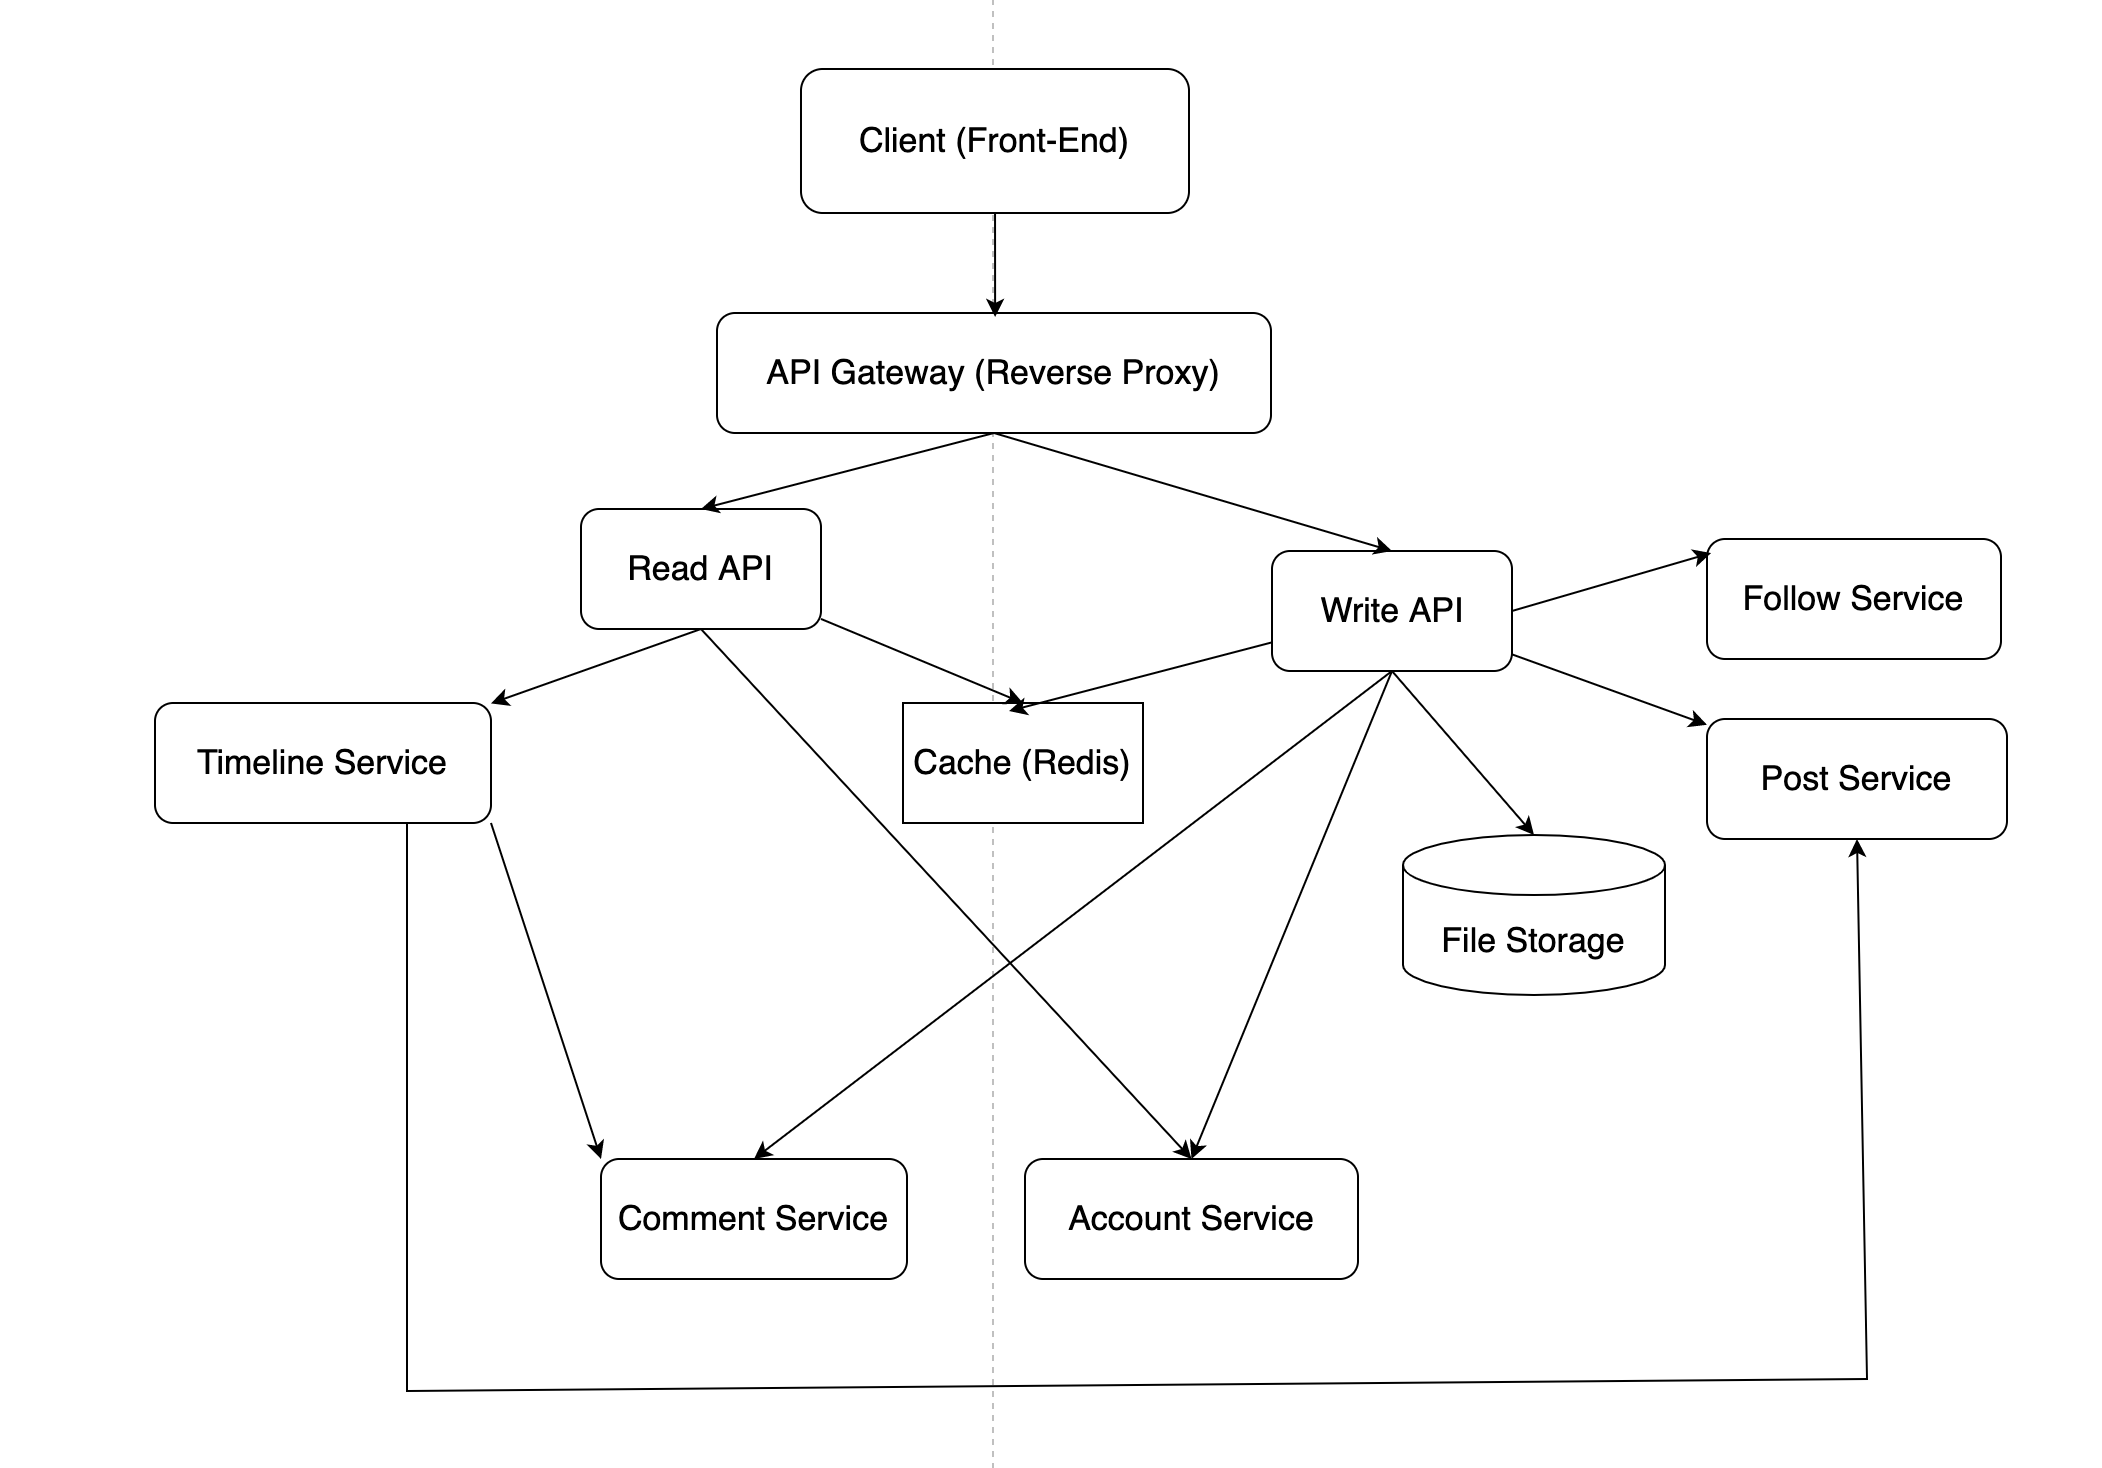 Client (Front-End)
API Gateway (Reverse Proxy)
Read API
Write API
Follow Service
Timeline Service
Cache (Redis)
Post Service
File Storage
Comment Service
Account Service